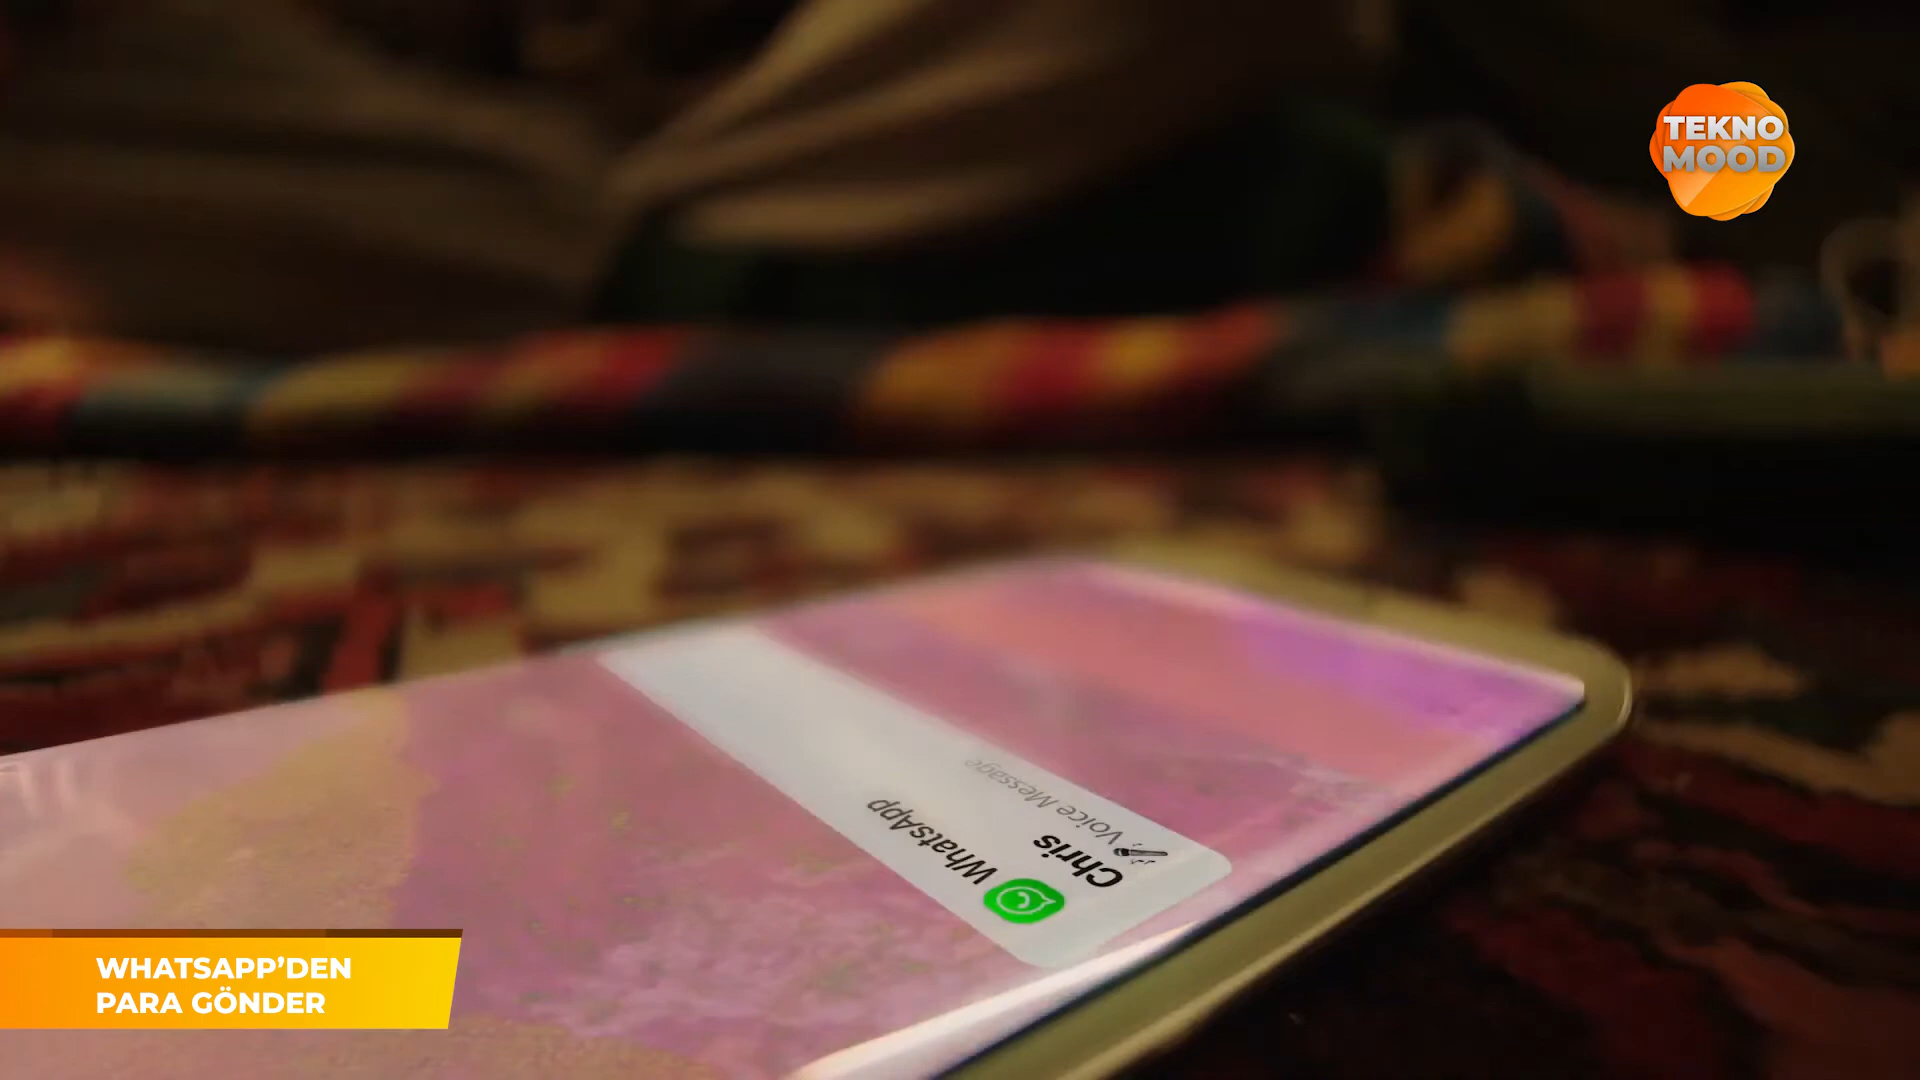 TEKNO
MOOD
WhatsApp
Chris
Voice Message
WHATSAPP’DEN
PARA GÖNDER